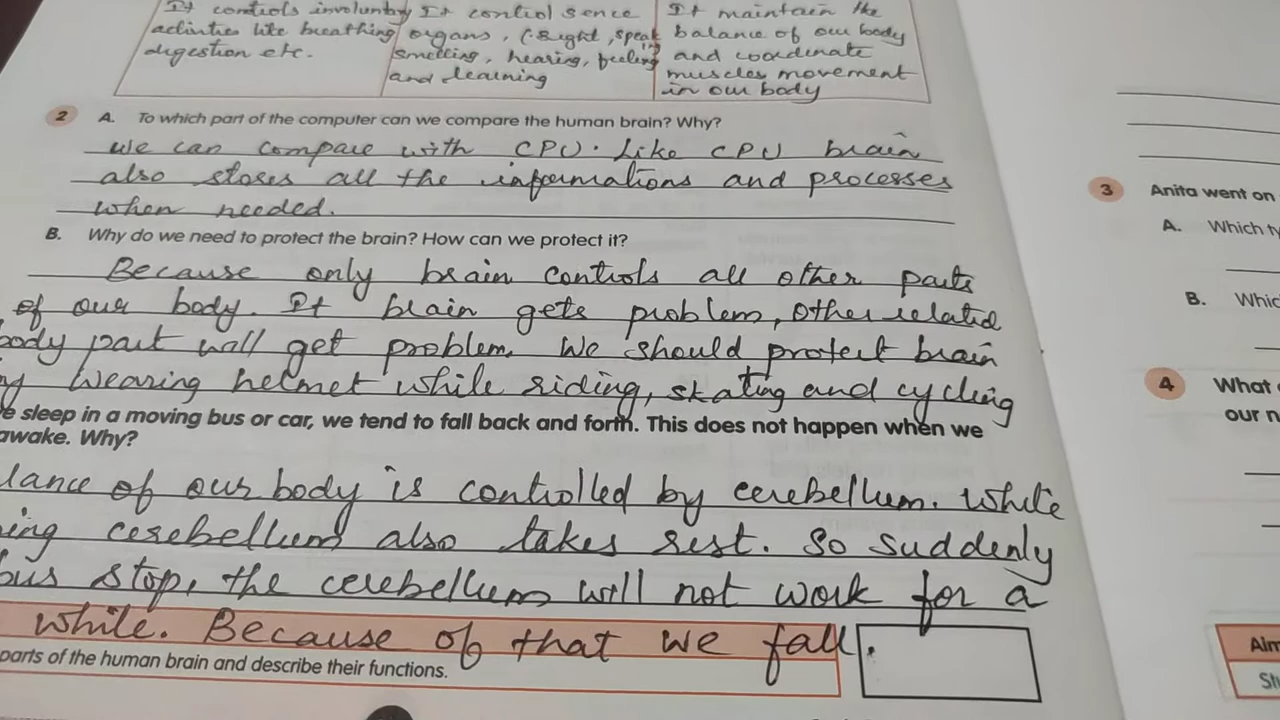 It controls involuntry
activities like breathing
digestion etc.
It control sence
organs, (Sight, speaking
smelling, hearing, feeling
and learning
It maintain the
balance of our body
and coordinate
muscles movement
in our body
2 A. To which part of the computer can we compare the human brain? Why?
We can compare with CPU. Like CPU brain
also stores all the informations and processes
when needed.
B. Why do we need to protect the brain? How can we protect it?
Because only brain controls all other parts
of our body. It brain gets problem, other related
body part will get problem. We should protect brain
wearing helmet while riding, skating and cycling
sleep in a moving bus or car, we tend to fall back and forth. This does not happen when we
awake. Why?
lance of our body is controlled by cerebellum. While
ing cerebellum also takes rest. So suddenly
bus stop, the cerebellum will not work for a
while. Because of that we fall.
parts of the human brain and describe their functions.
3 Anita went on
A. Which ty
B. Whic
4 What
our n
Aim
St